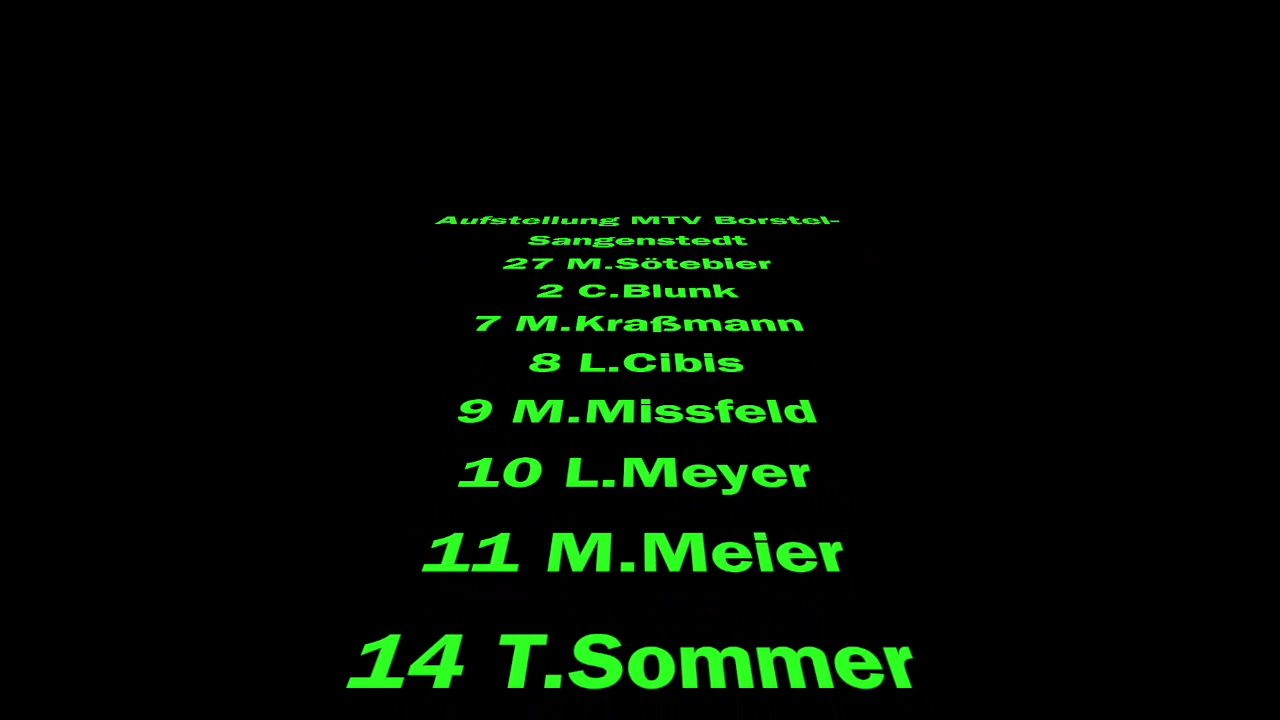 Aufstellung MTV Borstel-
Sangenstedt
27 M.Sötebier
2 C.Blunk
7 M.Kraßmann
8 L.Cibis
9 M.Missfeld
10 L.Meyer
11 M.Meier
14 T.Sommer